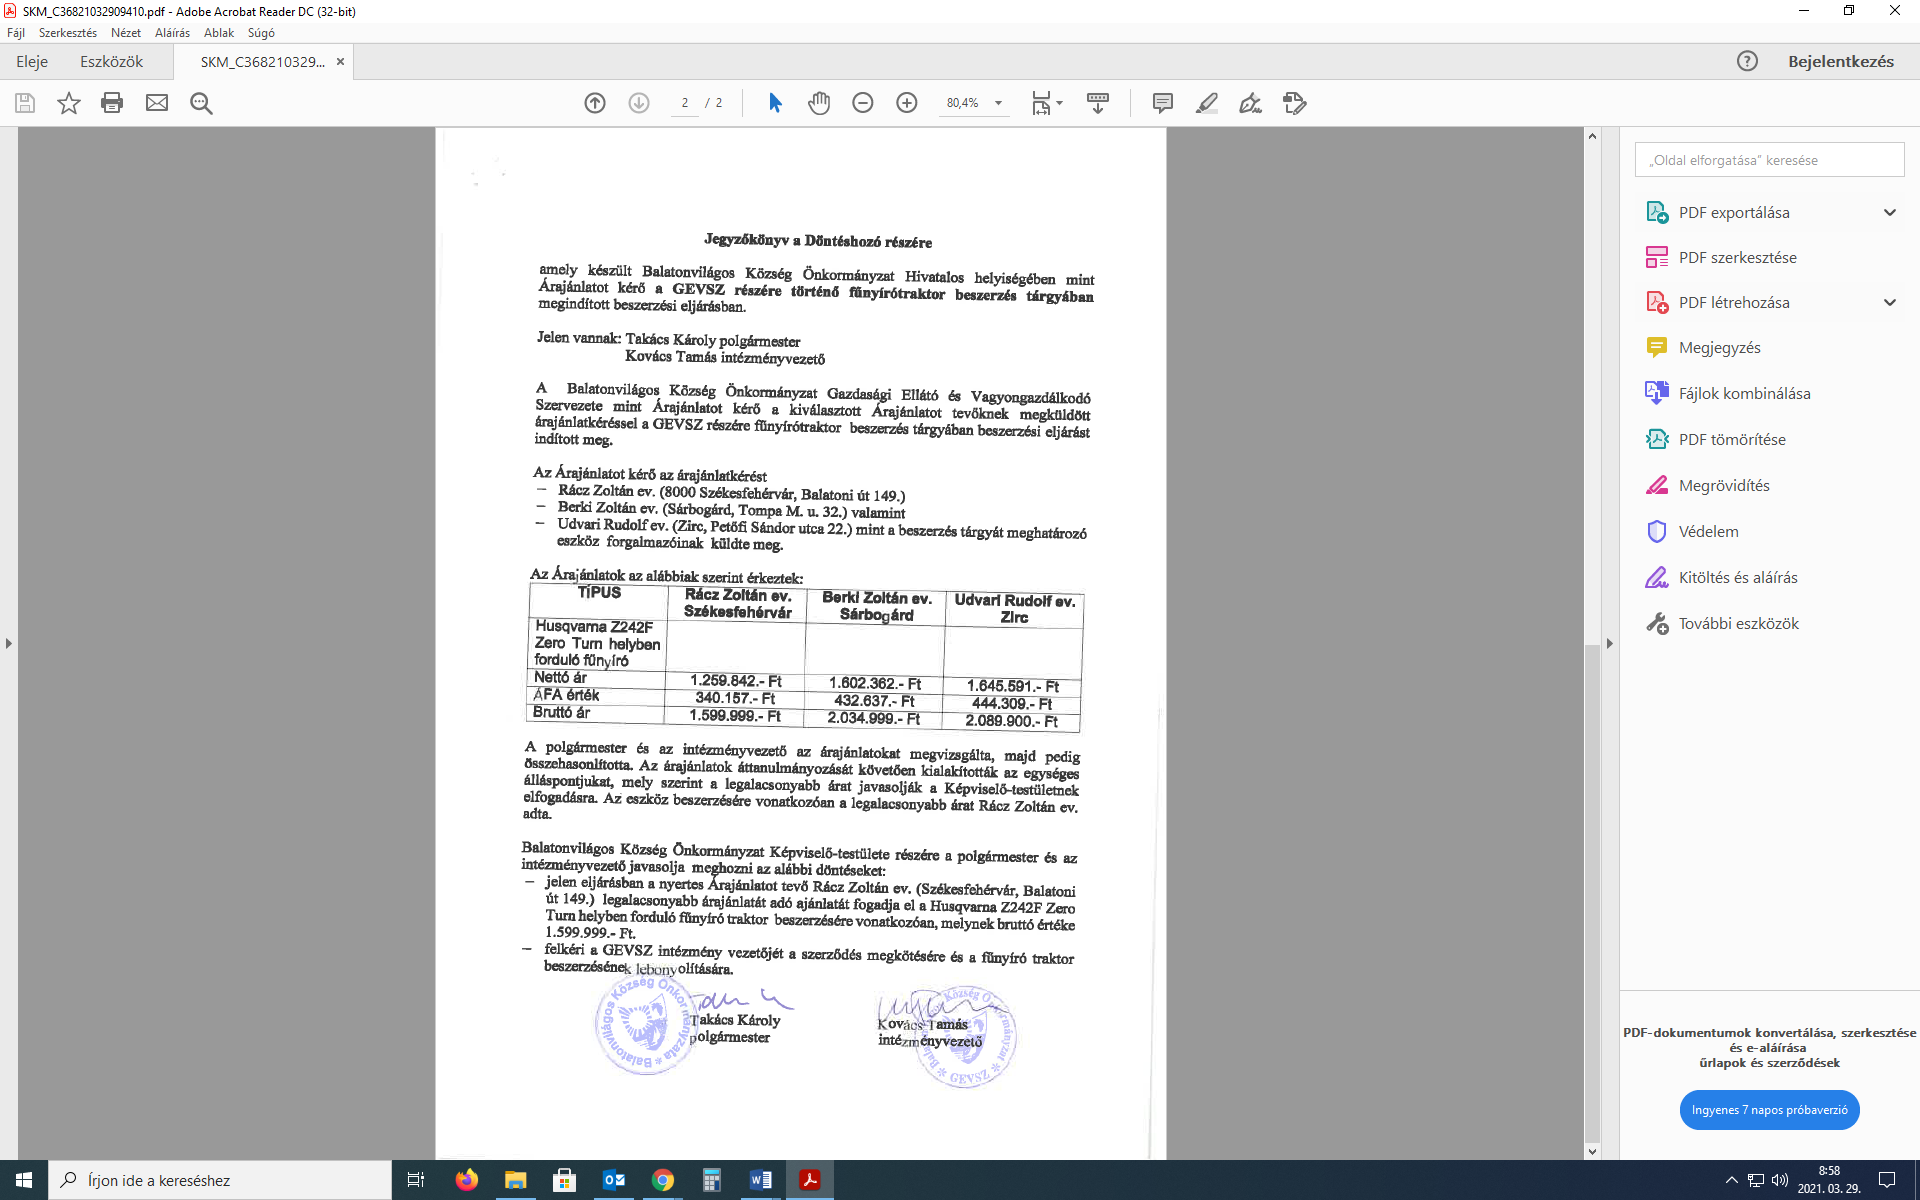 SKM_C36821032909410.pdf - Adobe Acrobat Reader DC (32-bit)
Fájl Szerkesztés Nézet Aláírás Ablak Súgó
Eleje Eszközök SKM_C368210329... × Bejelentkezés
2 / 2 80,4%
Jegyzőkönyv a Döntéshozó részére
amely készült Balatonvilágos Község Önkormányzat Hivatalos helyiségében mint
Árajánlatot kérő a GEVSZ részére történő fűnyírótraktor beszerzés tárgyában
megindított beszerzési eljárásban.
Jelen vannak: Takács Károly polgármester
Kovács Tamás intézményvezető
A Balatonvilágos Község Önkormányzat Gazdasági Ellátó és Vagyongazdálkodó
Szervezete mint Árajánlatot kérő a kiválasztott Árajánlatot tevőknek megküldött
árajánlatkéréssel a GEVSZ részére fűnyírótraktor beszerzés tárgyában beszerzési eljárást
indított meg.
Az Árajánlatot kérő az árajánlatkérést
– Rácz Zoltán ev. (8000 Székesfehérvár, Balatoni út 149.)
– Berki Zoltán ev. (Sárbogárd, Tompa M. u. 32.) valamint
– Udvari Rudolf ev. (Zirc, Petőfi Sándor utca 22.) mint a beszerzés tárgyát meghatározó
eszköz forgalmazóinak küldte meg.
Az Árajánlatok az alábbiak szerint érkeztek:
TÍPUS Rácz Zoltán ev. Székesfehérvár Berki Zoltán ev. Sárbogárd Udvari Rudolf ev. Zirc
Husqvarna Z242F
Zero Turn helyben
forduló fűnyíró
Nettó ár 1.259.842.- Ft 1.602.362.- Ft 1.645.591.- Ft
ÁFA érték 340.157.- Ft 432.637.- Ft 444.309.- Ft
Bruttó ár 1.599.999.- Ft 2.034.999.- Ft 2.089.900.- Ft
A polgármester és az intézményvezető az árajánlatokat megvizsgálta, majd pedig
összehasonlította. Az árajánlatok áttanulmányozását követően kialakították az egységes
álláspontjukat, mely szerint a legalacsonyabb árat javasolják a Képviselő-testületnek
elfogadásra. Az eszköz beszerzésére vonatkozóan a legalacsonyabb árat Rácz Zoltán ev.
adta.
Balatonvilágos Község Önkormányzat Képviselő-testülete részére a polgármester és az
intézményvezető javasolja meghozni az alábbi döntéseket:
– jelen eljárásban a nyertes Árajánlatot tevő Rácz Zoltán ev. (Székesfehérvár, Balatoni
út 149.) legalacsonyabb árajánlatát adó ajánlatát fogadja el a Husqvarna Z242F Zero
Turn helyben forduló fűnyíró traktor beszerzésére vonatkozóan, melynek bruttó értéke
1.599.999.- Ft.
– felkéri a GEVSZ intézmény vezetőjét a szerződés megkötésére és a fűnyíró traktor
beszerzésének lebonyolítására.
Balatonvilágos Község Önkormányzata
Takács Károly
polgármester
Kovács Tamás
intézményvezető
Község Önkormányzat
GEVSZ
„Oldal elforgatása” keresése
PDF exportálása
PDF szerkesztése
PDF létrehozása
Megjegyzés
Fájlok kombinálása
PDF tömörítése
Megrövidítés
Védelem
Kitöltés és aláírás
További eszközök
PDF-dokumentumok konvertálása, szerkesztése
és e-aláírása
űrlapok és szerződések
Ingyenes 7 napos próbaverzió
Írjon ide a kereséshez
8:58
2021. 03. 29.